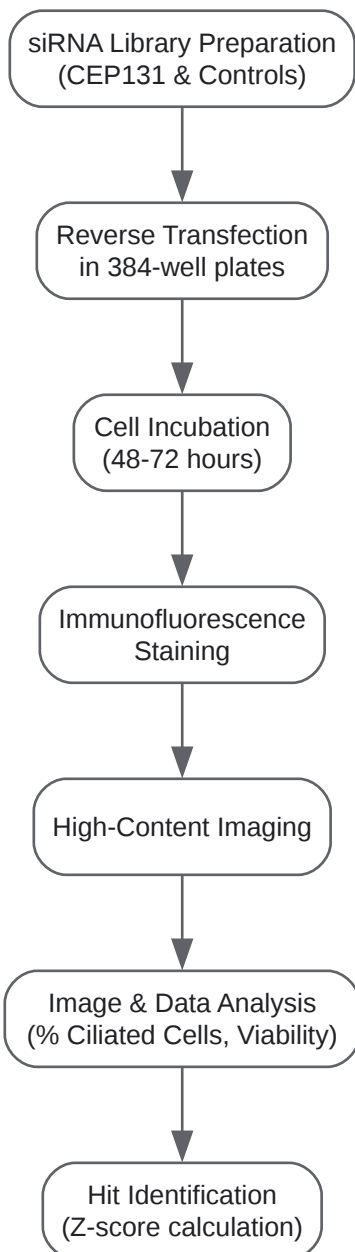 siRNA Library Preparation
(CEP131 & Controls)
Reverse Transfection
in 384-well plates
Cell Incubation
(48-72 hours)
Immunofluorescence
Staining
High-Content Imaging
Image & Data Analysis
(% Ciliated Cells, Viability)
Hit Identification
(Z-score calculation)